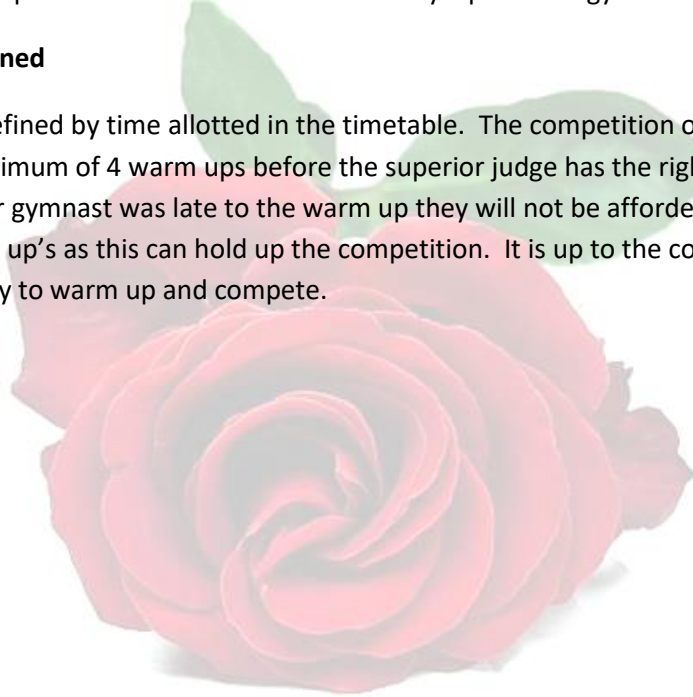 ned
efined by time allotted in the timetable. The competition o
imum of 4 warm ups before the superior judge has the righ
r gymnast was late to the warm up they will not be afforde
up's as this can hold up the competition. It is up to the co
y to warm up and compete.